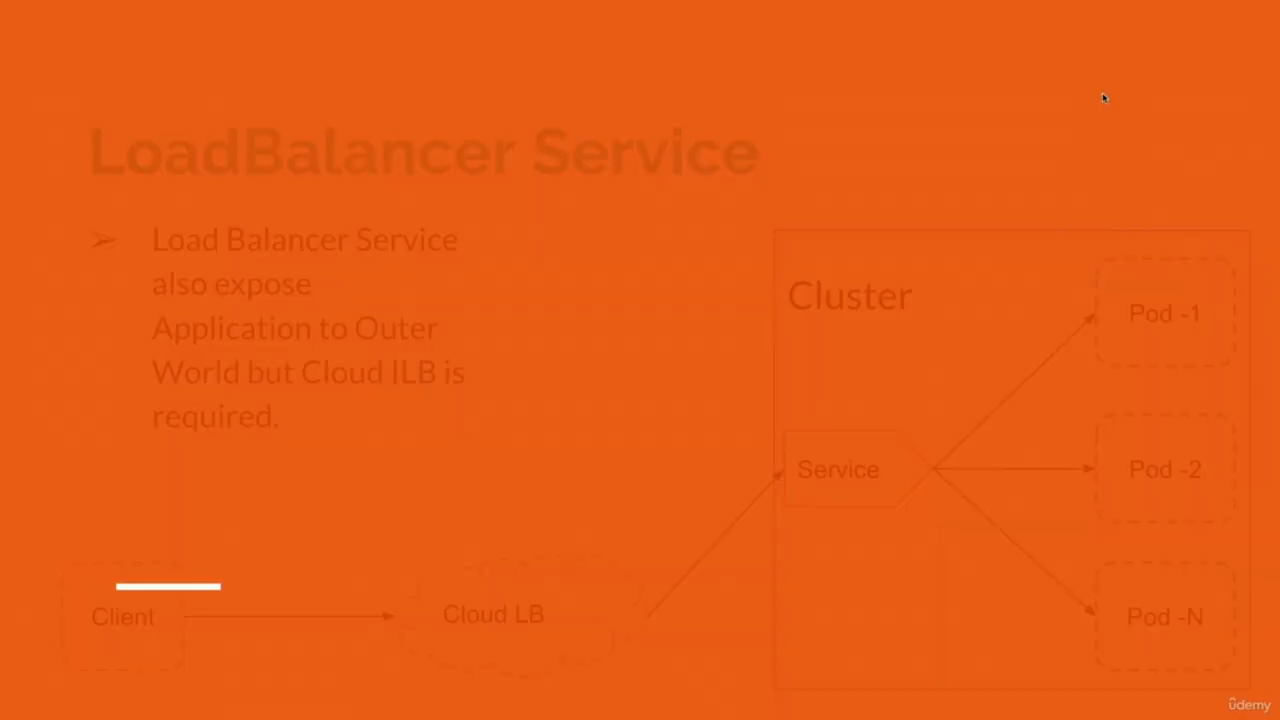 LoadBalancer Service
➢ Load Balancer Service
also expose
Application to Outer
World but Cloud ILB is
required.
Cluster
Pod -1
Service
Pod -2
Client
Cloud LB
Pod -N
ûdemy